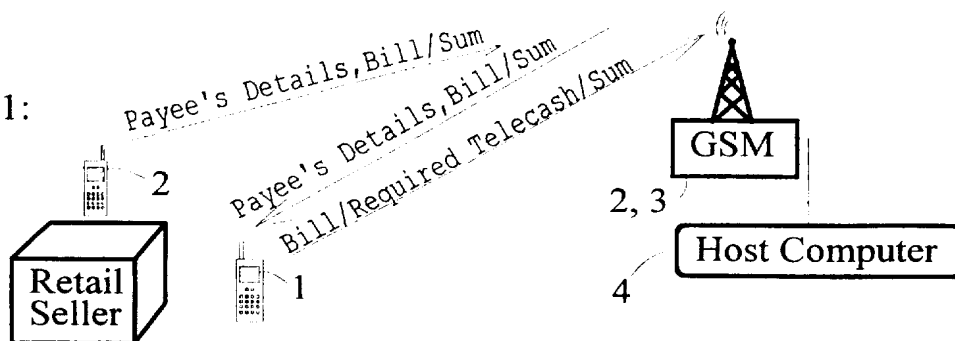 1:
Payee's Details,Bill/Sum
Payee's Details,Bill/Sum
Bill/Required Telecash/Sum
GSM
2
2, 3
1
Retail
Seller
Host Computer
4